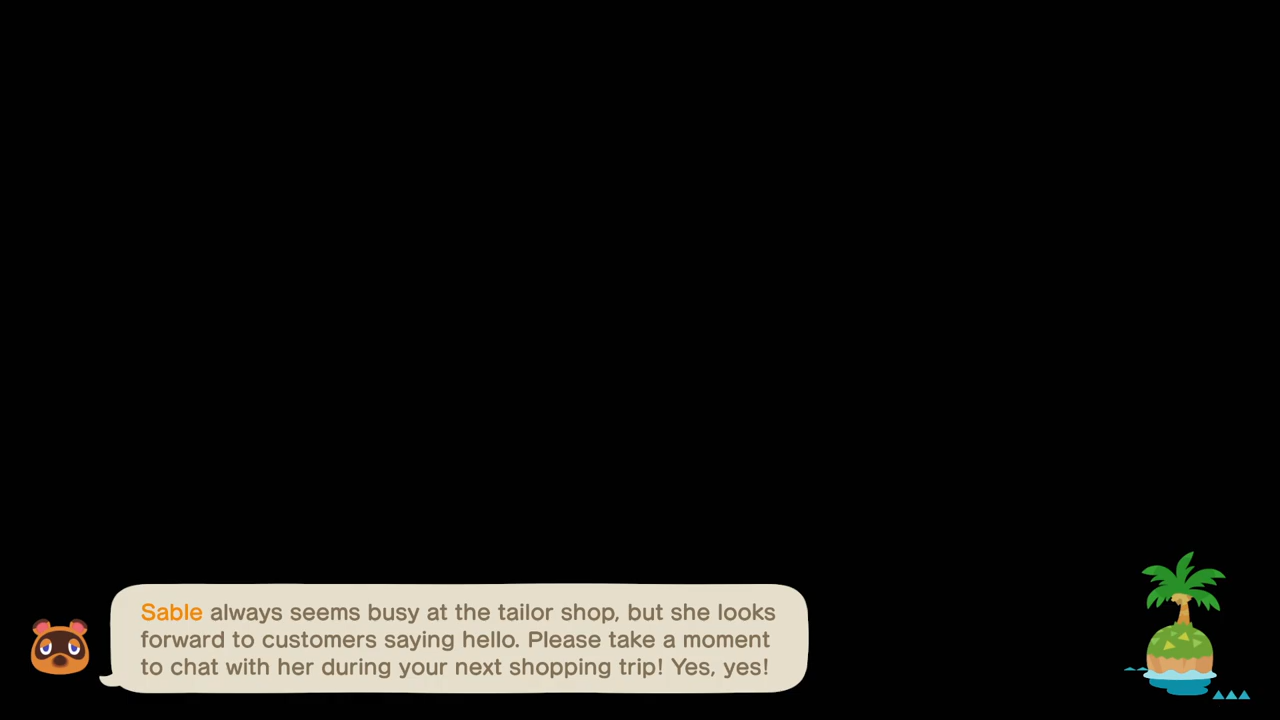 Sable always seems busy at the tailor shop, but she looks
forward to customers saying hello. Please take a moment
to chat with her during your next shopping trip! Yes, yes!